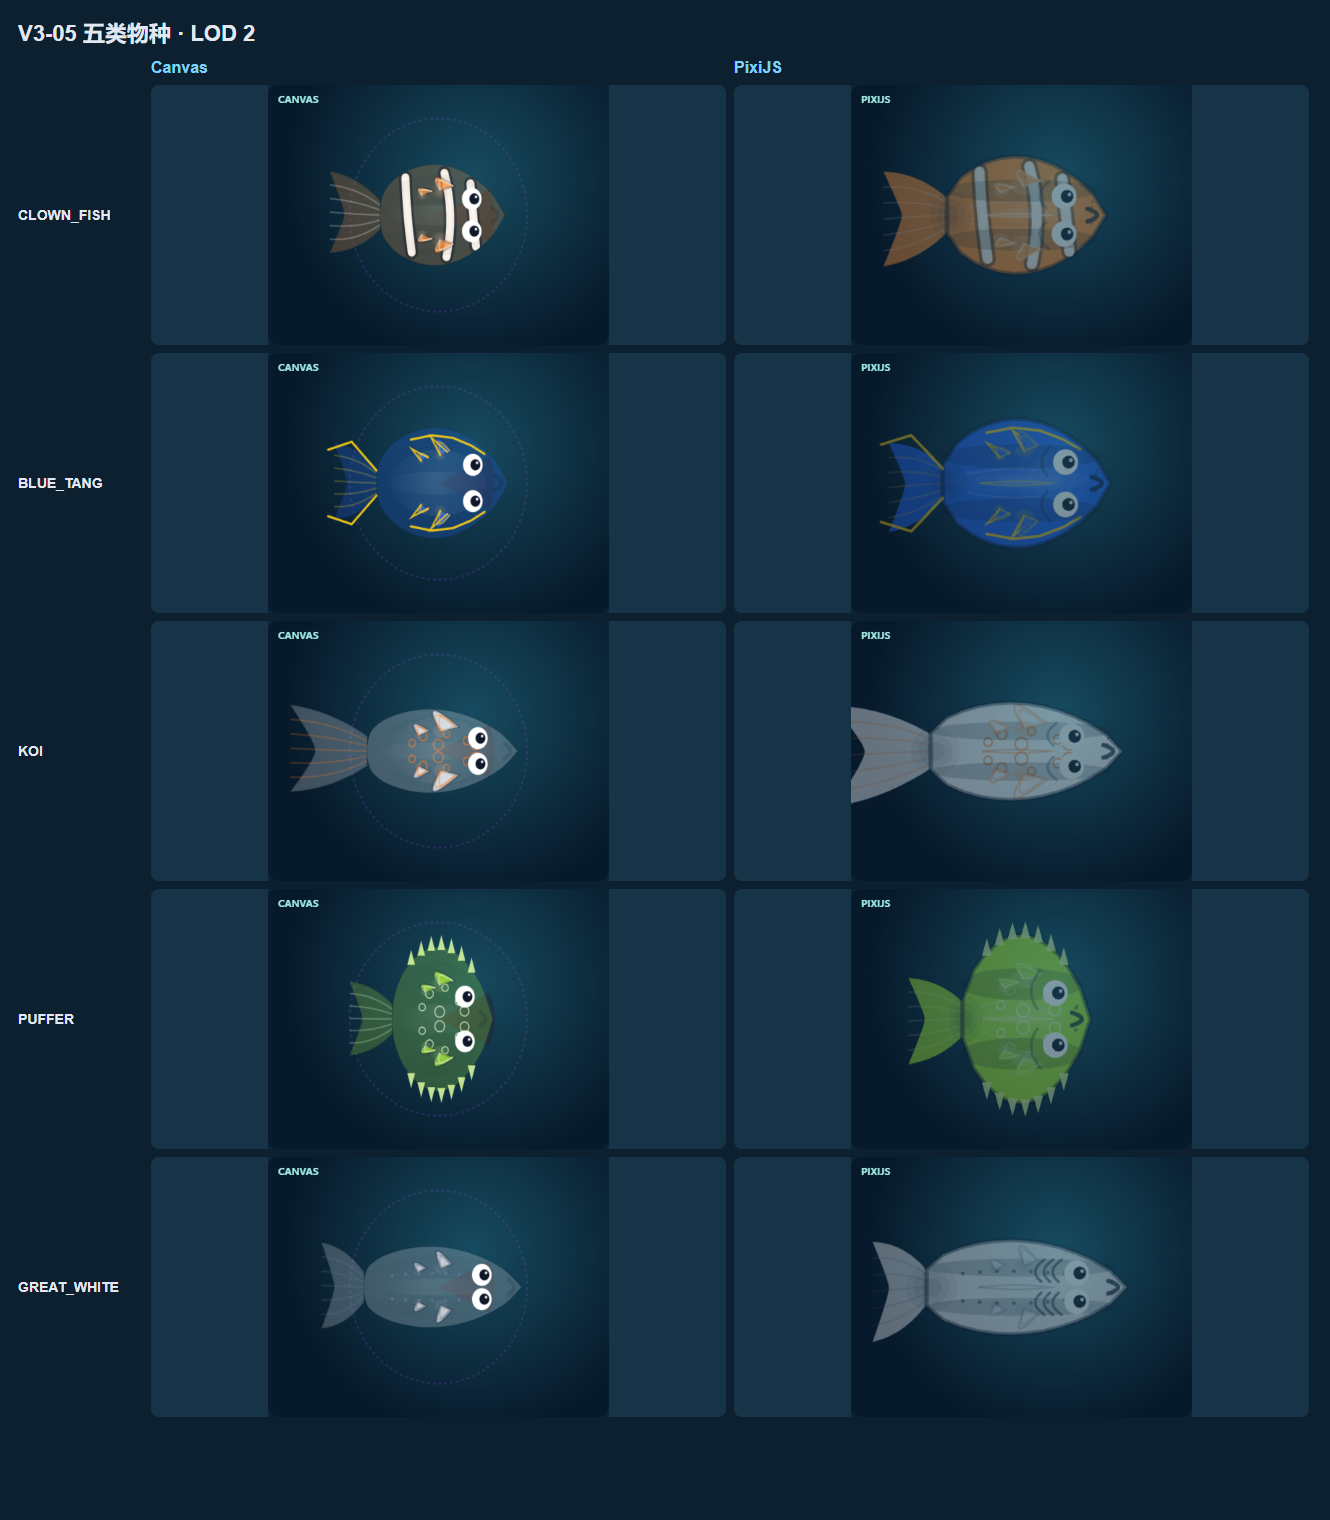 V3-05 五类物种 · LOD 2
Canvas PixiJS
CANVAS PIXIJS
CLOWN_FISH
CANVAS PIXIJS
BLUE_TANG
CANVAS PIXIJS
KOI
CANVAS PIXIJS
PUFFER
CANVAS PIXIJS
GREAT_WHITE